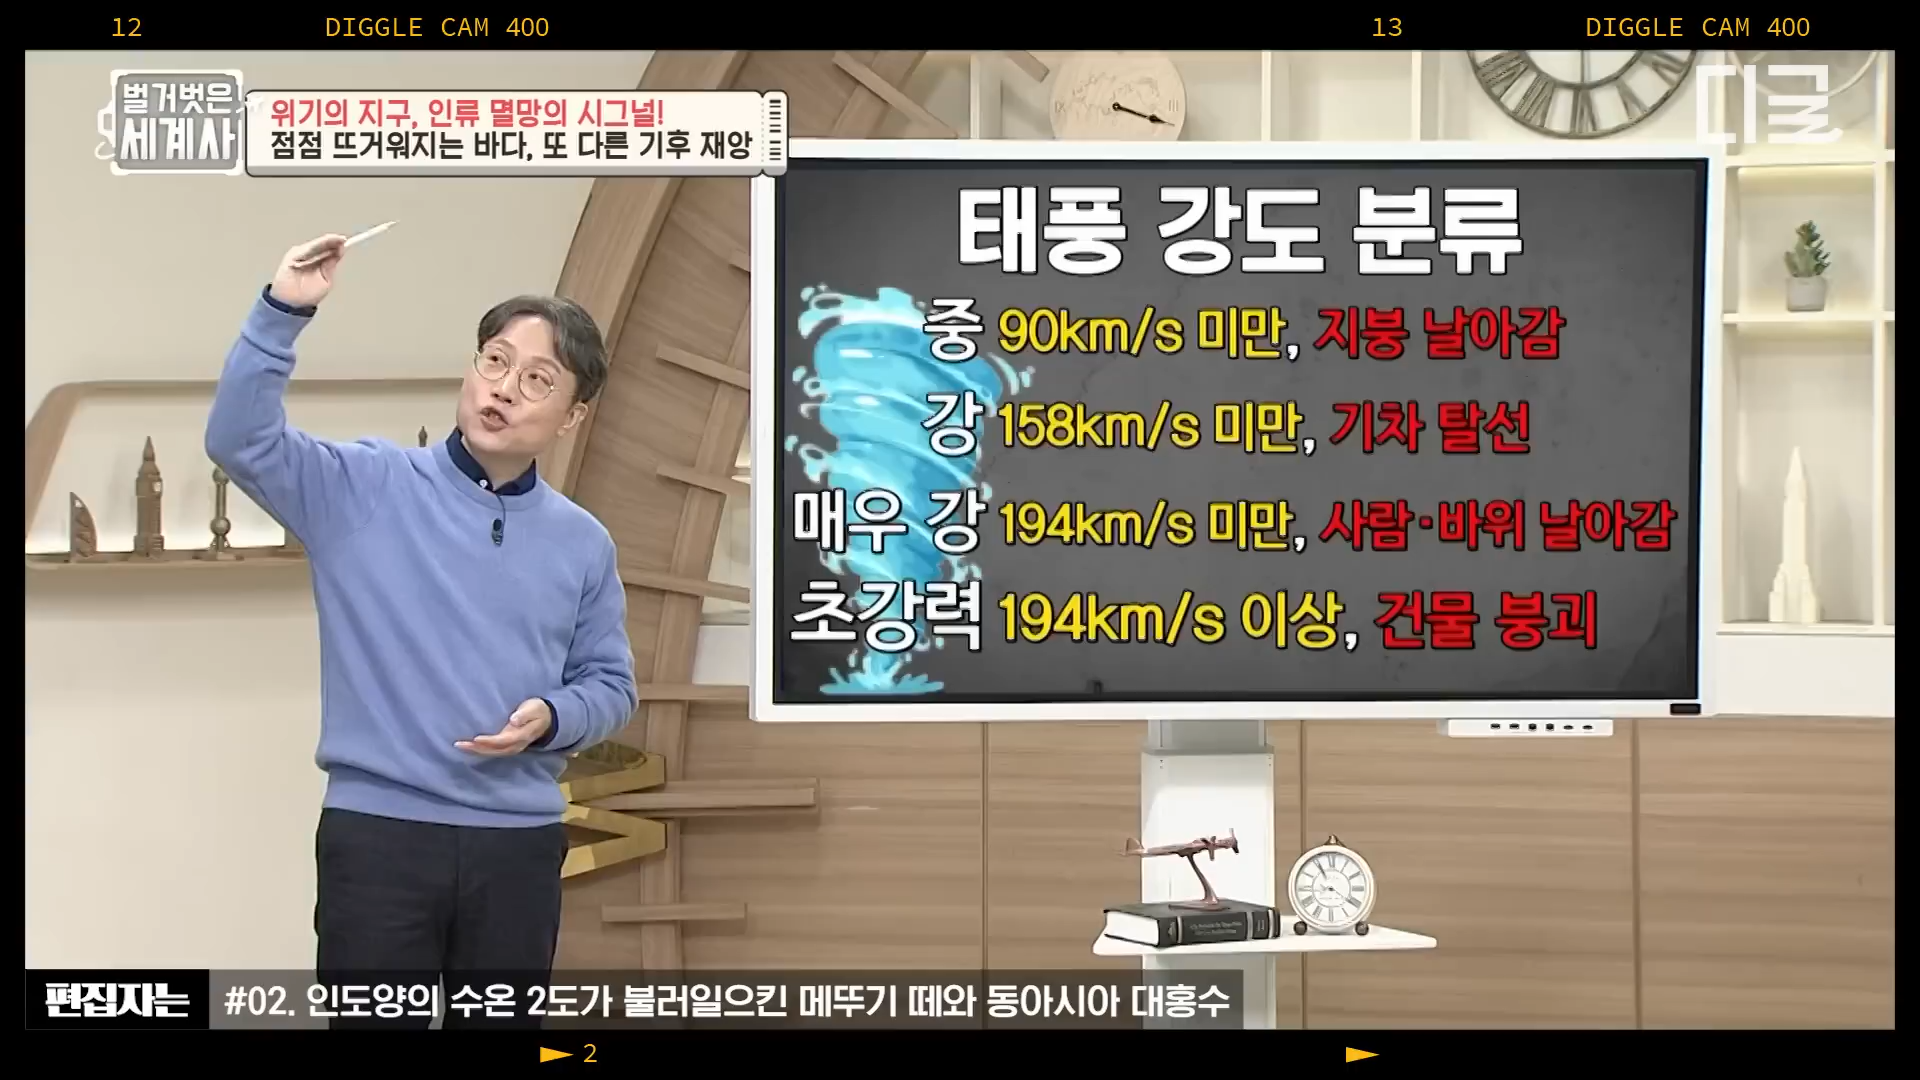 12 DIGGLE CAM 400 13 DIGGLE CAM 400
벌거벗은
세계사
위기의 지구, 인류 멸망의 시그널!
점점 뜨거워지는 바다, 또 다른 기후 재앙
디글
태풍 강도 분류
중 90km/s 미만, 지붕 날아감
강 158km/s 미만, 기차 탈선
매우 강 194km/s 미만, 사람·바위 날아감
초강력 194km/s 이상, 건물 붕괴
편집자는 #02. 인도양의 수온 2도가 불러일으킨 메뚜기 떼와 동아시아 대홍수
2